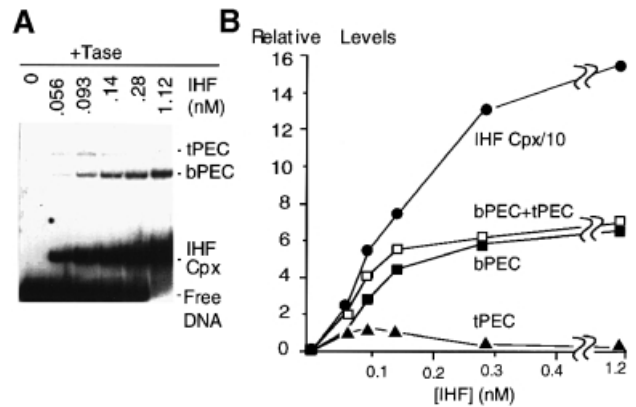 A
+Tase
0 .056 .093 .14 .28 1.12 IHF (nM)
tPEC
bPEC
IHF Cpx
Free DNA
B
Relative Levels
16
14
12
10
8
6
4
2
0
IHF Cpx/10
bPEC+tPEC
bPEC
tPEC
0.1 0.2 0.3 0.4 1.2
[IHF] (nM)